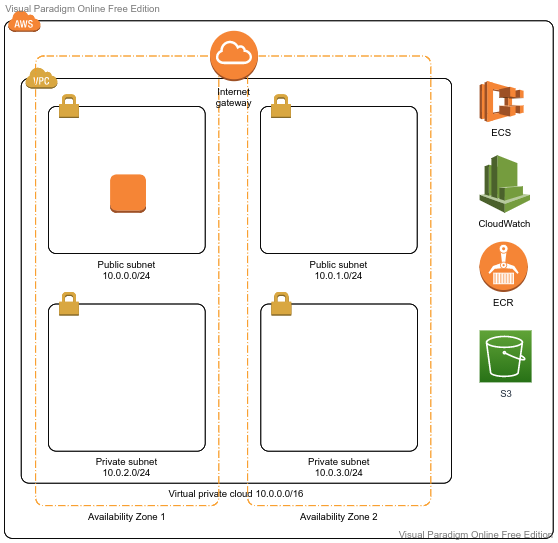 Visual Paradigm Online Free Edition
AWS
VPC
Internet
gateway
ECS
CloudWatch
ECR
S3
Public subnet
10.0.0.0/24
Public subnet
10.0.1.0/24
Private subnet
10.0.2.0/24
Private subnet
10.0.3.0/24
Virtual private cloud 10.0.0.0/16
Availability Zone 1
Availability Zone 2
Visual Paradigm Online Free Edition